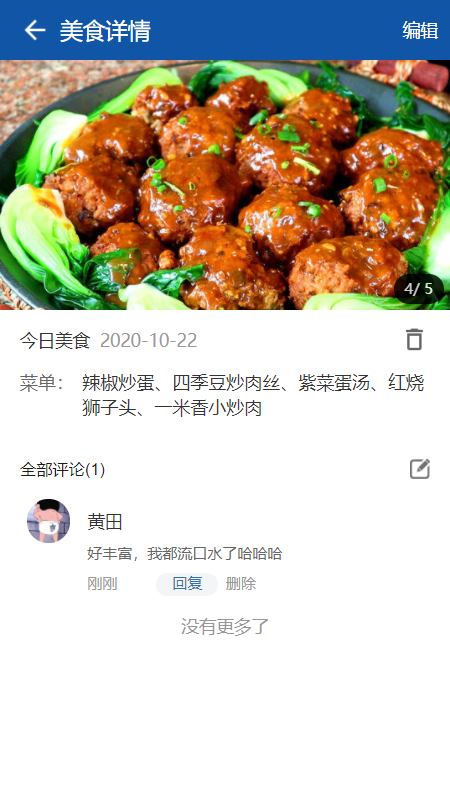 美食详情 编辑
4/ 5
今日美食 2020-10-22
菜单： 辣椒炒蛋、四季豆炒肉丝、紫菜蛋汤、红烧
狮子头、一米香小炒肉
全部评论(1)
黄田
好丰富，我都流口水了哈哈哈
刚刚 回复 删除
没有更多了